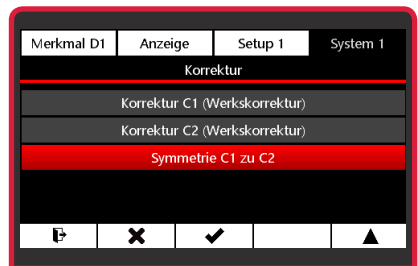 Merkmal D1 Anzeige Setup 1 System 1
Korrektur
Korrektur C1 (Werkskorrektur)
Korrektur C2 (Werkskorrektur)
Symmetrie C1 zu C2